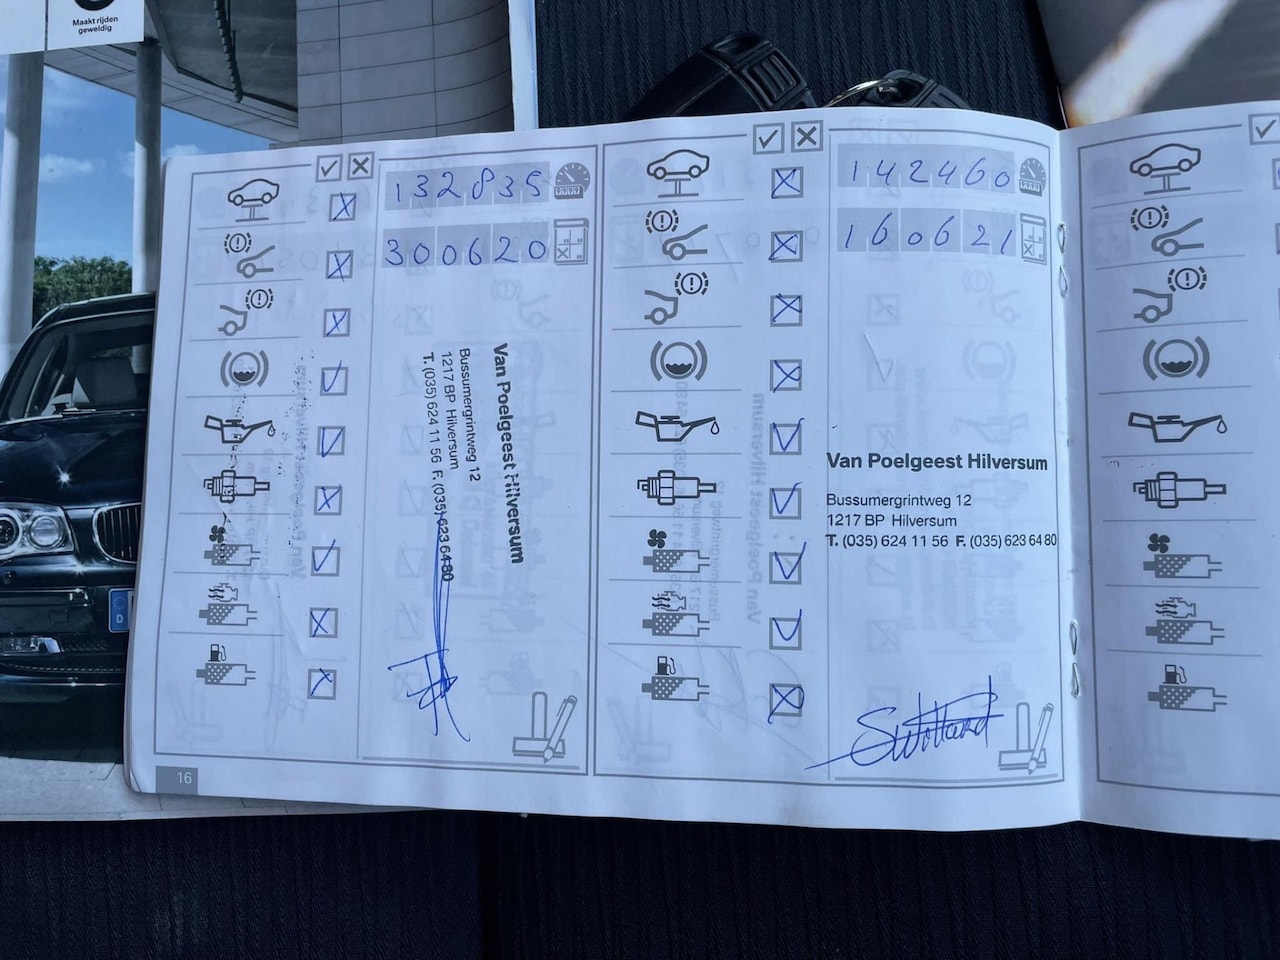 Maakt rijden
geweldig
132835
300620
Van Poelgeest Hilversum
Bussumergrintweg 12
1217 BP Hilversum
T. (035) 624 11 56 F. (035) 623 64 80
16
142460
160621
Van Poelgeest Hilversum
Bussumergrintweg 12
1217 BP Hilversum
T. (035) 624 11 56 F. (035) 623 64 80
D